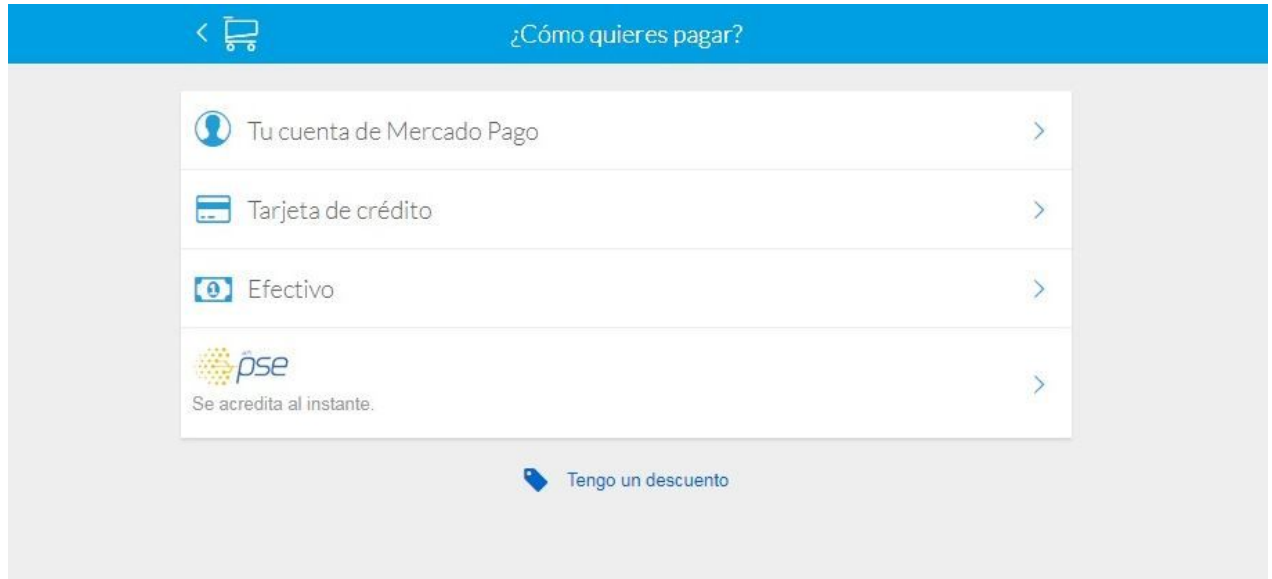 ¿Cómo quieres pagar?
Tu cuenta de Mercado Pago
Tarjeta de crédito
Efectivo
pse
Se acredita al instante.
Tengo un descuento